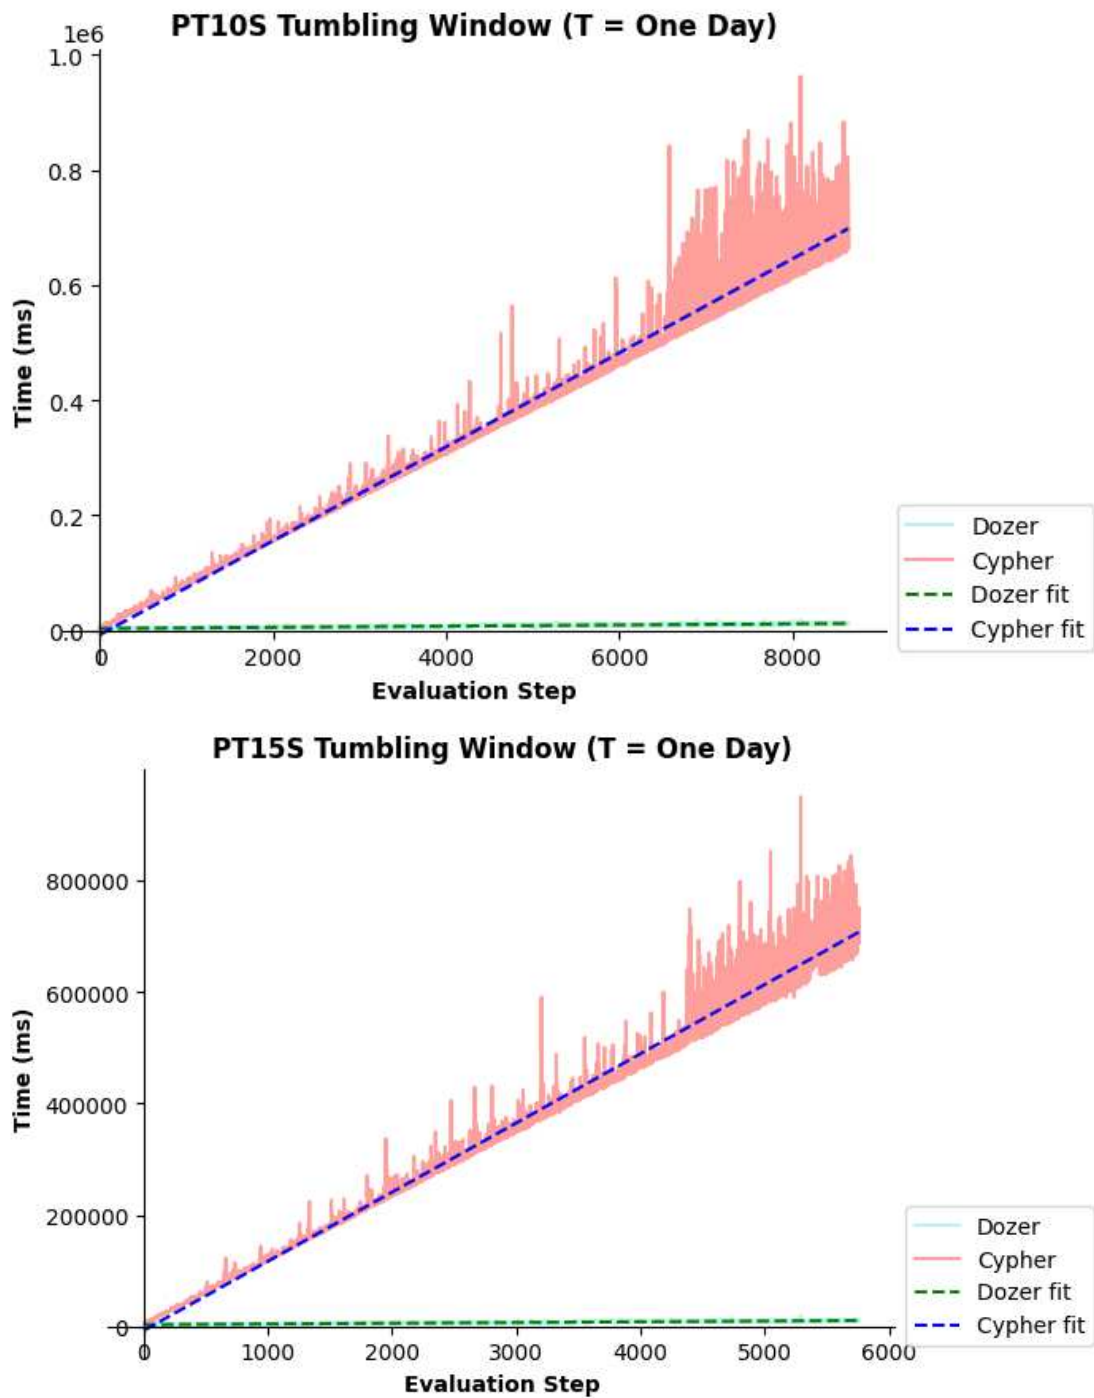 PT10S Tumbling Window (T = One Day)
1e6
1.0
0.8
0.6
0.4
0.2
0.0
Time (ms)
0 2000 4000 6000 8000
Evaluation Step
Dozer
Cypher
Dozer fit
Cypher fit
PT15S Tumbling Window (T = One Day)
800000
600000
400000
200000
0
Time (ms)
0 1000 2000 3000 4000 5000 6000
Evaluation Step
Dozer
Cypher
Dozer fit
Cypher fit